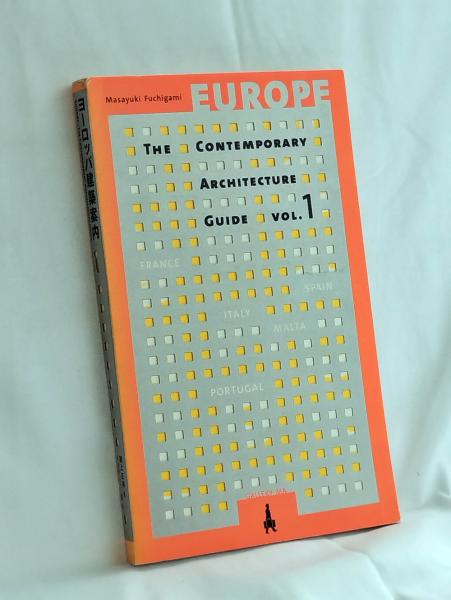 Masayuki Fuchigami
EUROPE
THE CONTEMPORARY
ARCHITECTURE
GUIDE VOL.1
FRANCE
SPAIN
ITALY
MALTA
PORTUGAL
ヨーロッパ建築案内
1